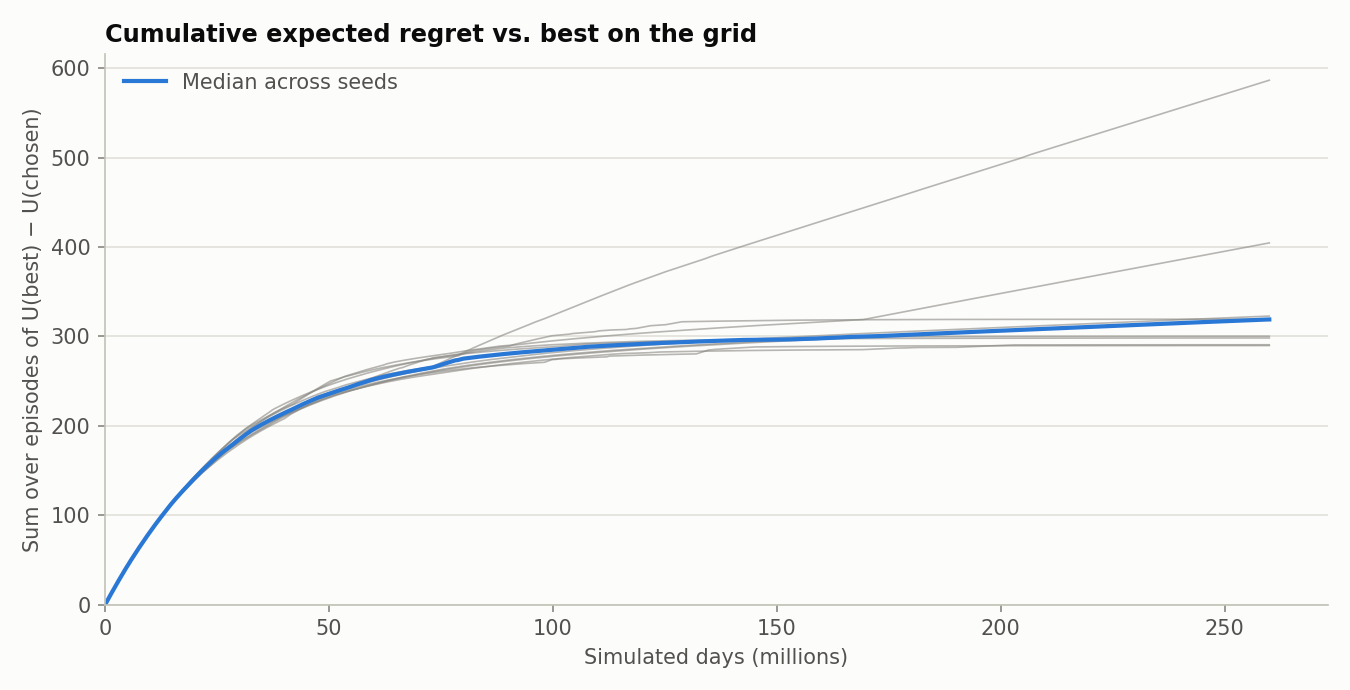 Cumulative expected regret vs. best on the grid
Median across seeds
Sum over episodes of U(best) − U(chosen)
600
500
400
300
200
100
0
0 50 100 150 200 250
Simulated days (millions)